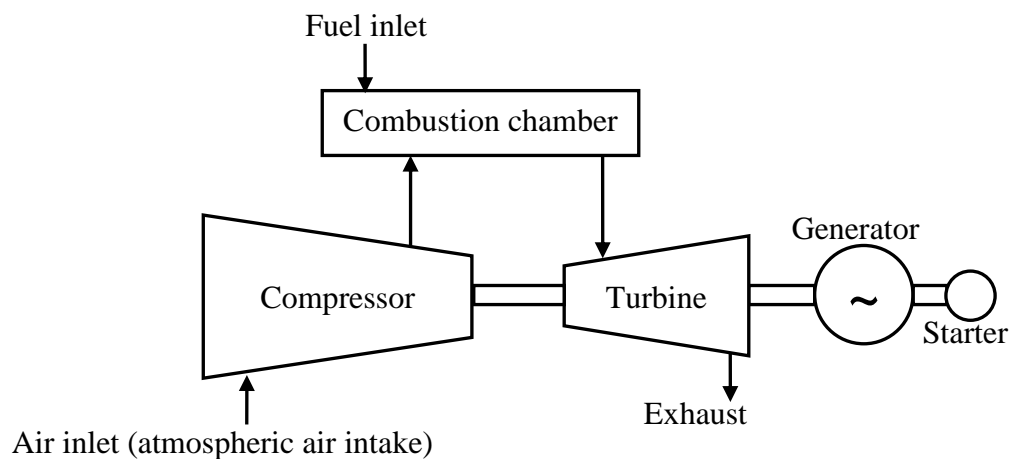 Fuel inlet
Combustion chamber
Generator
Compressor
Turbine
~
Starter
Exhaust
Air inlet (atmospheric air intake)